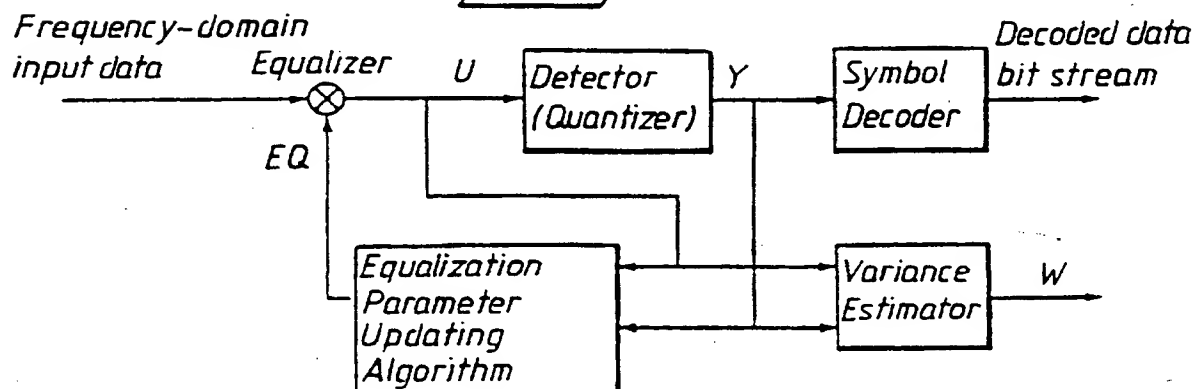 Frequency-domain
input data
Equalizer
U
Detector
(Quantizer)
Y
Symbol
Decoder
Decoded data
bit stream
EQ
Equalization
Parameter
Updating
Algorithm
Variance
Estimator
W